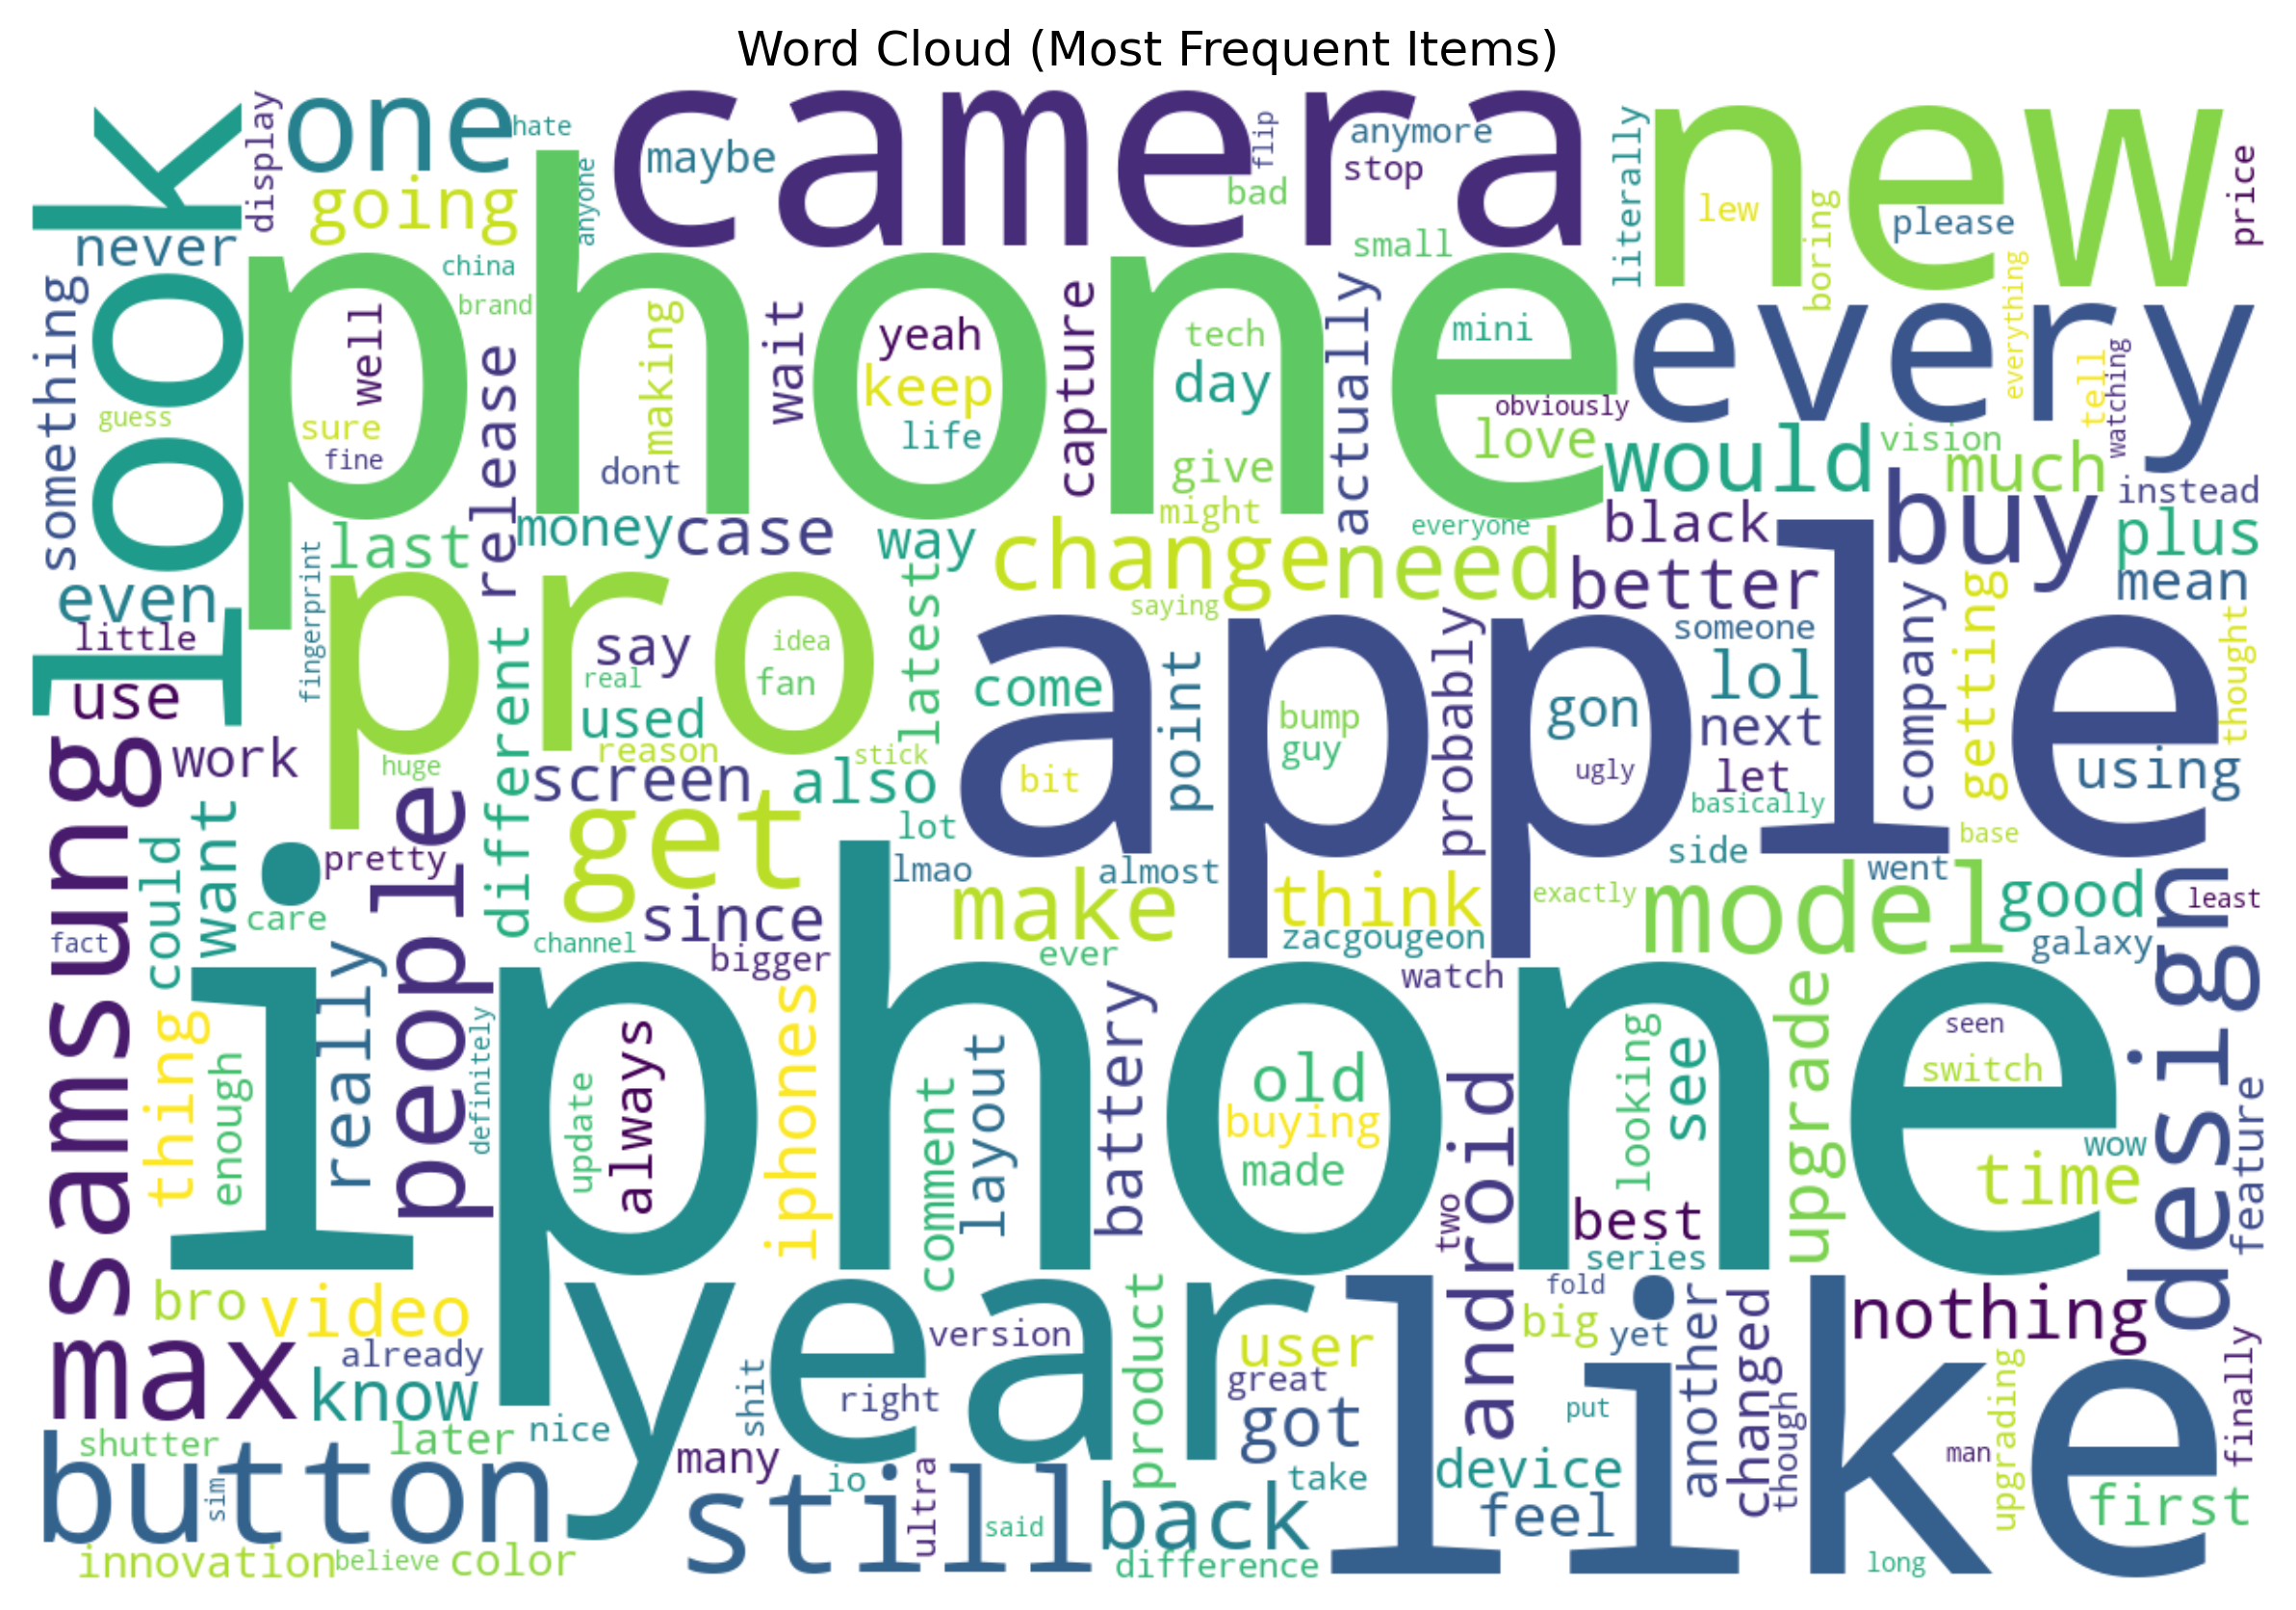 Word Cloud (Most Frequent Items)
look
display
one
hate
going
never
camera
maybe
anyone
flip
bad
anymore
stop
small
literally
new
lew
boring
please
price
phone
china
brand
something
guess
well
sure
fine
release
making
dont
wait
yeah
keep
life
capture
tech
day
give
might
actually
mini
obviously
love
every
everything
tell
watching
would
vision
much
instead
even
little
use
fingerprint
last
money
case
way
latest
change
need
everyone
saying
black
better
buy
plus
mean
pro
different
say
real
used
reason
idea
fan
stick
also
screen
huge
apple
come
bit
point
bump
guy
probably
gon
ugly
someone
lol
next
let
basically
company
getting
base
using
thought
samsung
work
could
want
pretty
care
fact
people
get
lot
lmao
since
channel
bigger
make
ever
almost
think
zacgougeon
exactly
side
went
model
good
galaxy
least
design
watch
iphone
thing
enough
really
definitely
update
always
iphones
comment
layout
battery
old
buying
made
android
two
looking
see
best
series
upgrade
seen
switch
wow
time
feature
bro
video
max
already
know
shutter
later
nice
button
sim
innovation
believe
color
year
shit
version
right
many
io
ultra
still
said
product
user
great
got
take
back
difference
like
fold
big
yet
put
device
feel
another
changed
though
nothing
man
upgrading
finally
first
long